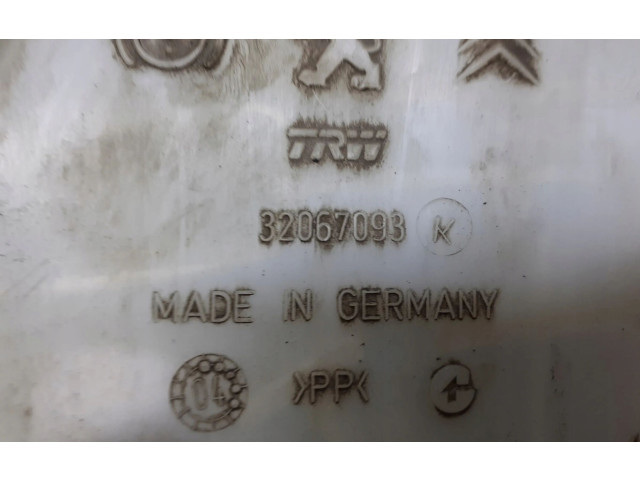 TRW
32067093 K
MADE IN GERMANY
04 >PP<